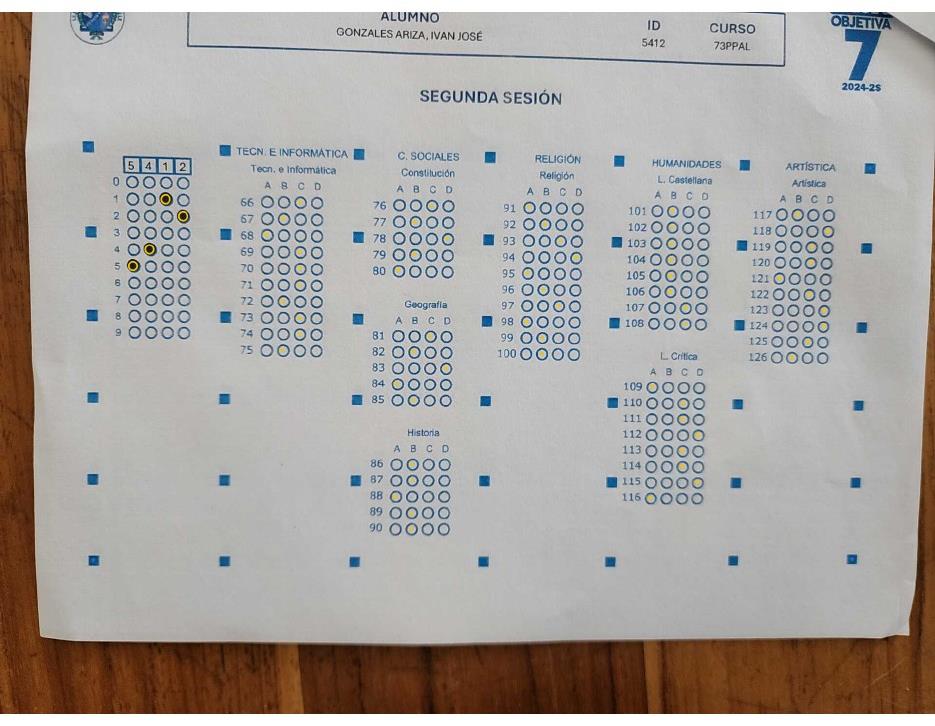 ALUMNO
GONZALES ARIZA, IVAN JOSÉ
ID
5412
CURSO
73PPAL
OBJETIVA
7
2024-2S
SEGUNDA SESIÓN
5 4 1 2
0
1
2
3
4
5
6
7
8
9
TECN. E INFORMÁTICA
Tecn. e Informática
A B C D
66
67
68
69
70
71
72
73
74
75
C. SOCIALES
Constitución
A B C D
76
77
78
79
80
Geografía
A B C D
81
82
83
84
85
Historia
A B C D
86
87
88
89
90
RELIGIÓN
Religión
A B C D
91
92
93
94
95
96
97
98
99
100
HUMANIDADES
L. Castellana
A B C D
101
102
103
104
105
106
107
108
L. Crítica
A B C D
109
110
111
112
113
114
115
116
ARTÍSTICA
Artística
A B C D
117
118
119
120
121
122
123
124
125
126